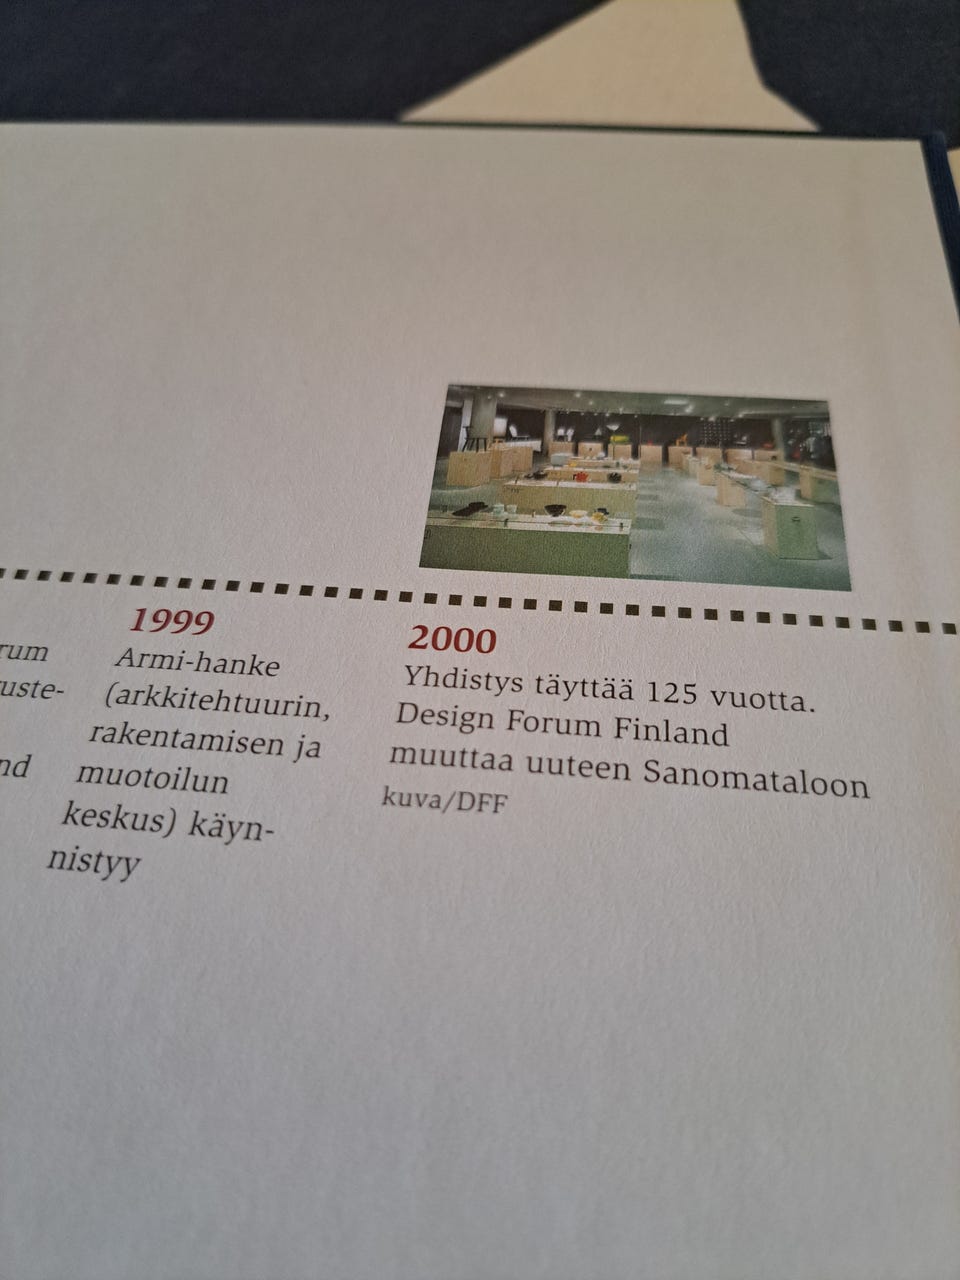 rum
uste-
nd
1999
Armi-hanke
(arkkitehtuurin,
rakentamisen ja
muotoilun
keskus) käyn-
nistyy
2000
Yhdistys täyttää 125 vuotta.
Design Forum Finland
muuttaa uuteen Sanomataloon
kuva/DFF